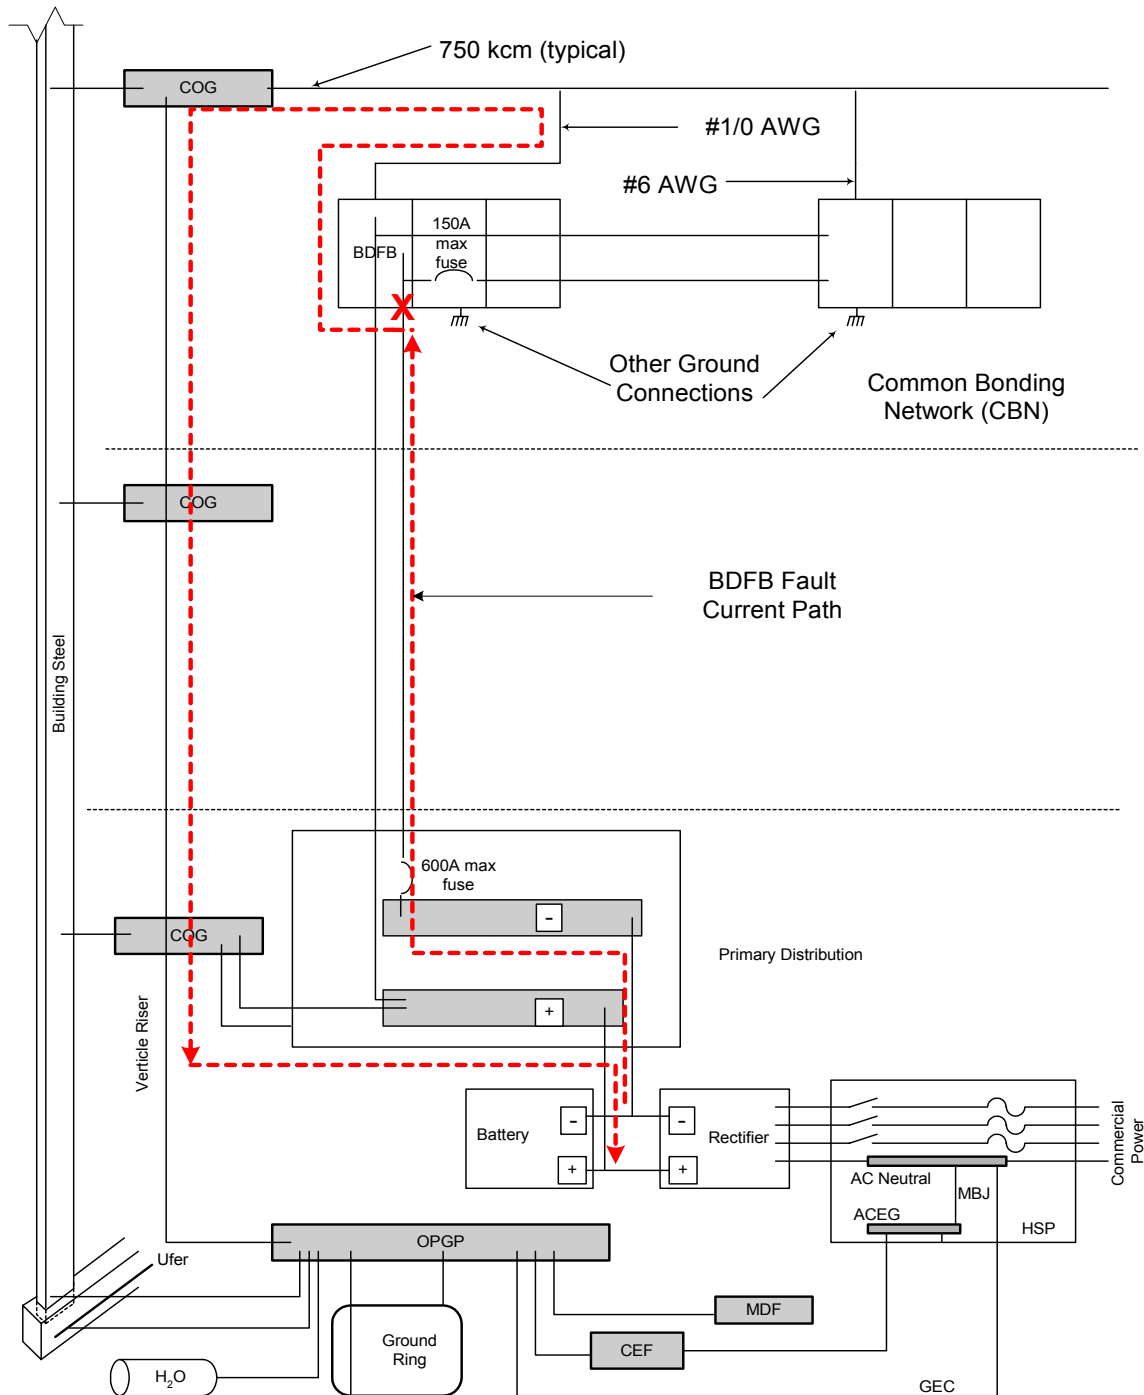 750 kcm (typical)
COG
#1/0 AWG
#6 AWG
150A
max
fuse
BDFB
X
Other Ground
Connections
Common Bonding
Network (CBN)
COG
BDFB Fault
Current Path
Building Steel
600A max
fuse
-
COG
Primary Distribution
+
Verticle Riser
Battery
-
+
-
+
Rectifier
Commercial
Power
AC Neutral
MBJ
ACEG
HSP
OPGP
Ufer
MDF
Ground
Ring
CEF
H2O
GEC